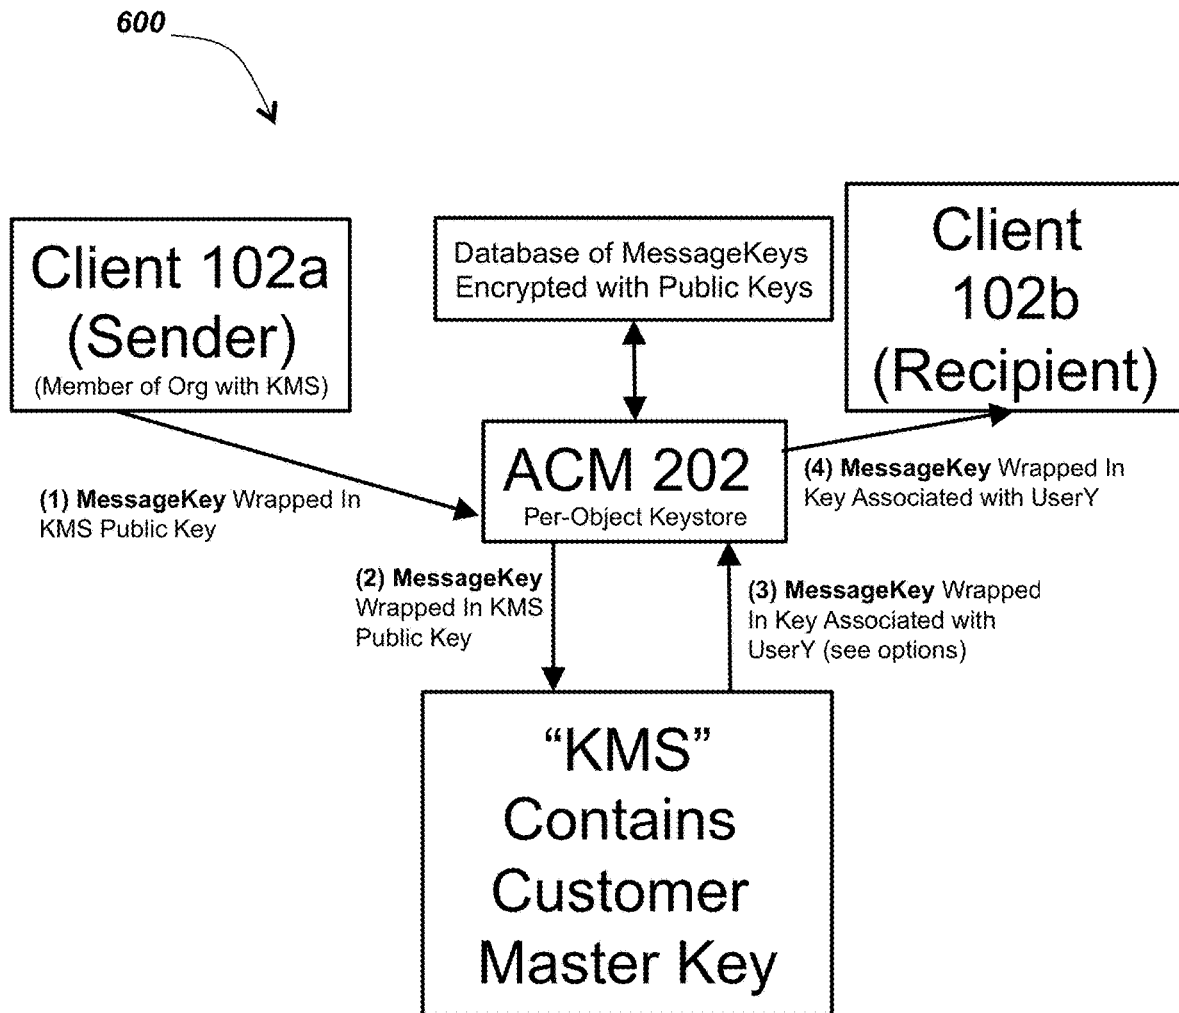 600
Client 102a
(Sender)
(Member of Org with KMS)
Database of MessageKeys
Encrypted with Public Keys
Client
102b
(Recipient)
ACM 202
Per-Object Keystore
(1) MessageKey Wrapped In
KMS Public Key
(4) MessageKey Wrapped In
Key Associated with UserY
(2) MessageKey
Wrapped In KMS
Public Key
(3) MessageKey Wrapped
In Key Associated with
UserY (see options)
“KMS”
Contains
Customer
Master Key